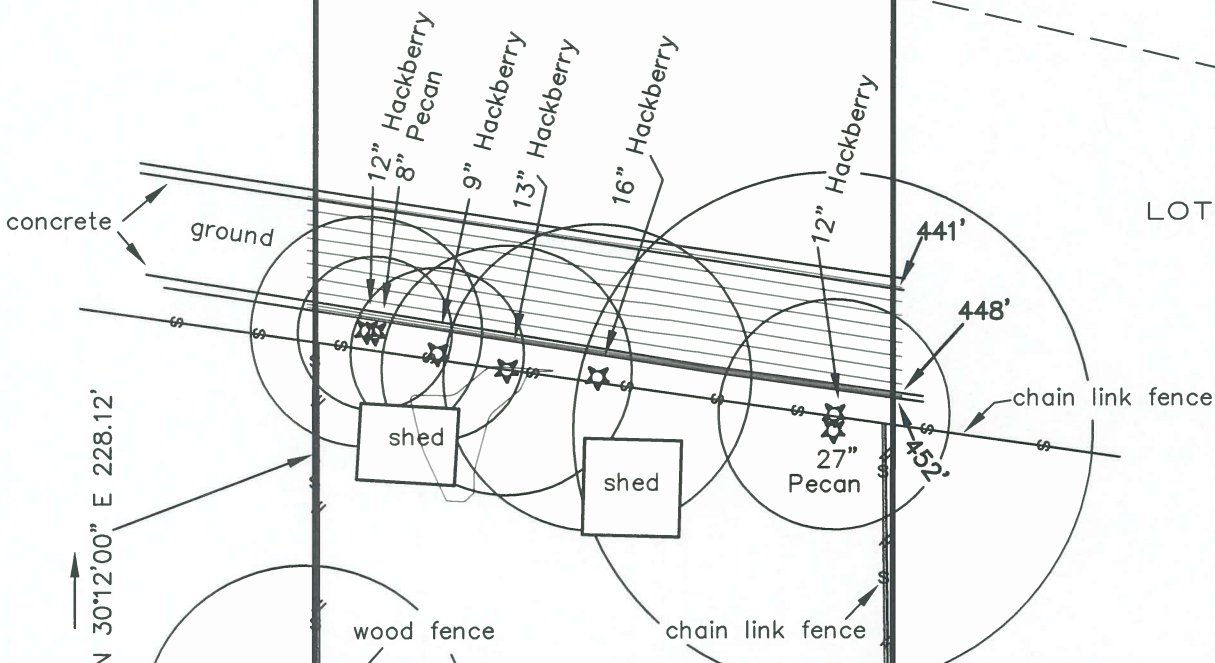 12” Hackberry
8” Pecan
9” Hackberry
13” Hackberry
16” Hackberry
12” Hackberry
concrete
ground
LOT
441’
448’
chain link fence
452’
shed
shed
27”
Pecan
N 30°12’00” E 228.12’
wood fence
chain link fence